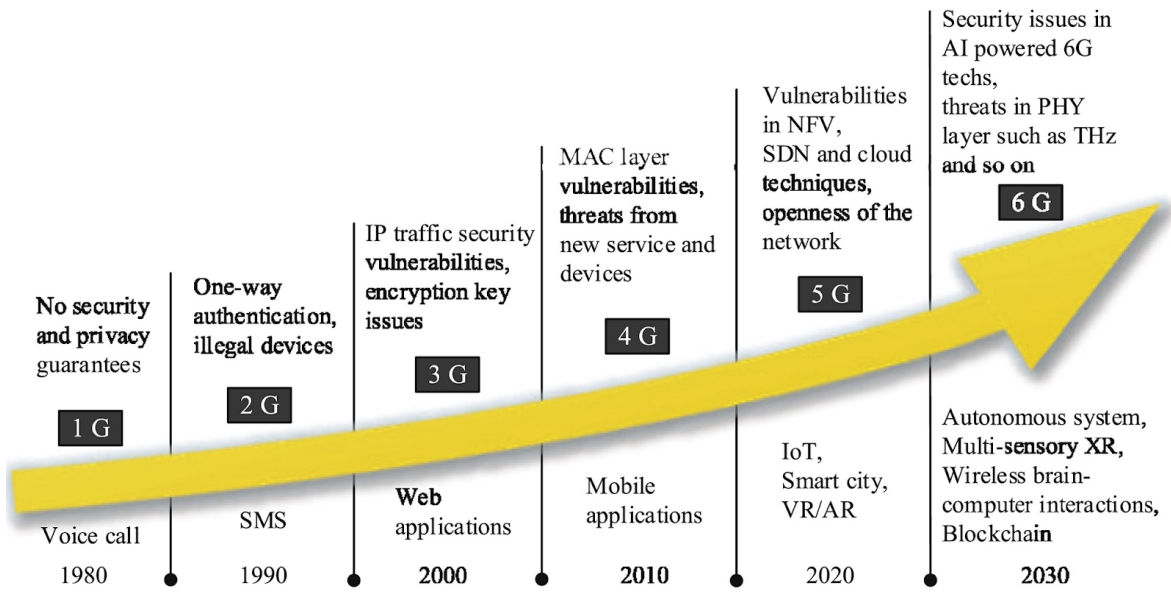 No security
and privacy
guarantees
1 G
Voice call
1980
One-way
authentication,
illegal devices
2 G
SMS
1990
IP traffic security
vulnerabilities,
encryption key
issues
3 G
Web
applications
2000
MAC layer
vulnerabilities,
threats from
new service and
devices
4 G
Mobile
applications
2010
Vulnerabilities
in NFV,
SDN and cloud
techniques,
openness of the
network
5 G
IoT,
Smart city,
VR/AR
2020
Security issues in
AI powered 6G
techs,
threats in PHY
layer such as THz
and so on
6 G
Autonomous system,
Multi-sensory XR,
Wireless brain-
computer interactions,
Blockchain
2030